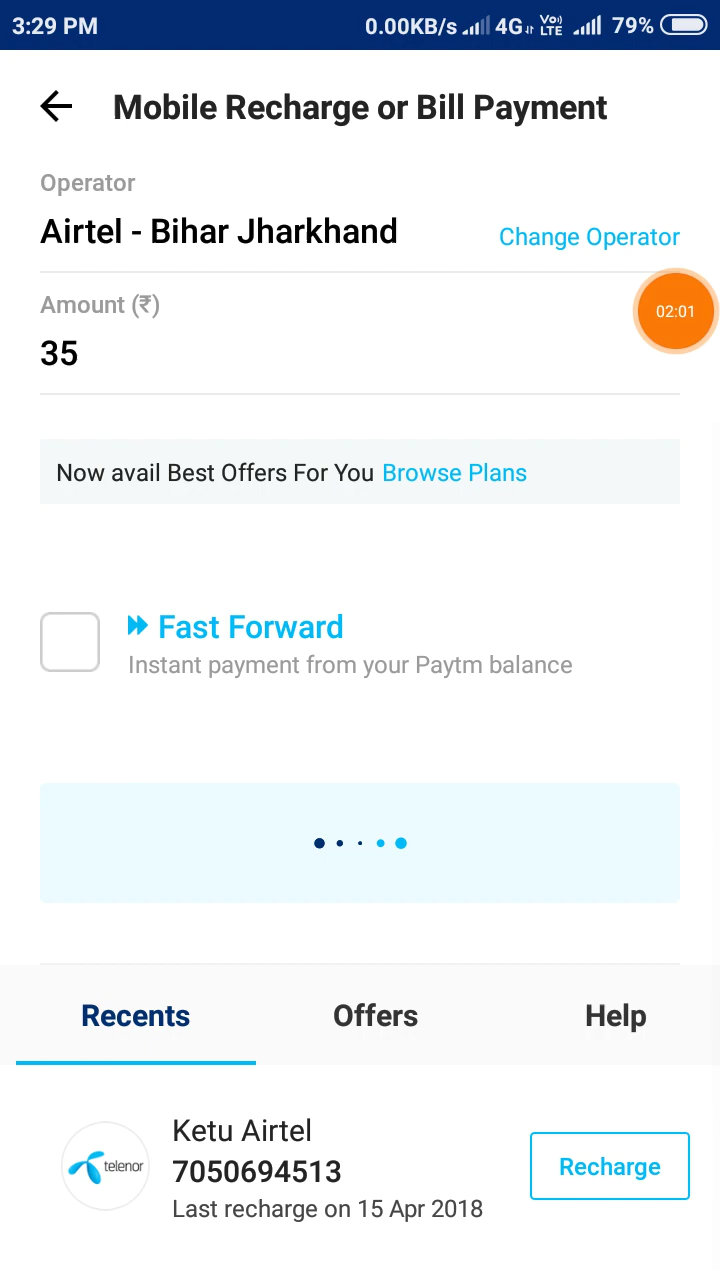 3:29 PM 0.00KB/s 4G VoLTE 79%
Mobile Recharge or Bill Payment
Operator
Airtel - Bihar Jharkhand Change Operator
Amount (₹)
02:01
35
Now avail Best Offers For You Browse Plans
Fast Forward
Instant payment from your Paytm balance
Recents Offers Help
Ketu Airtel
telenor 7050694513 Recharge
Last recharge on 15 Apr 2018